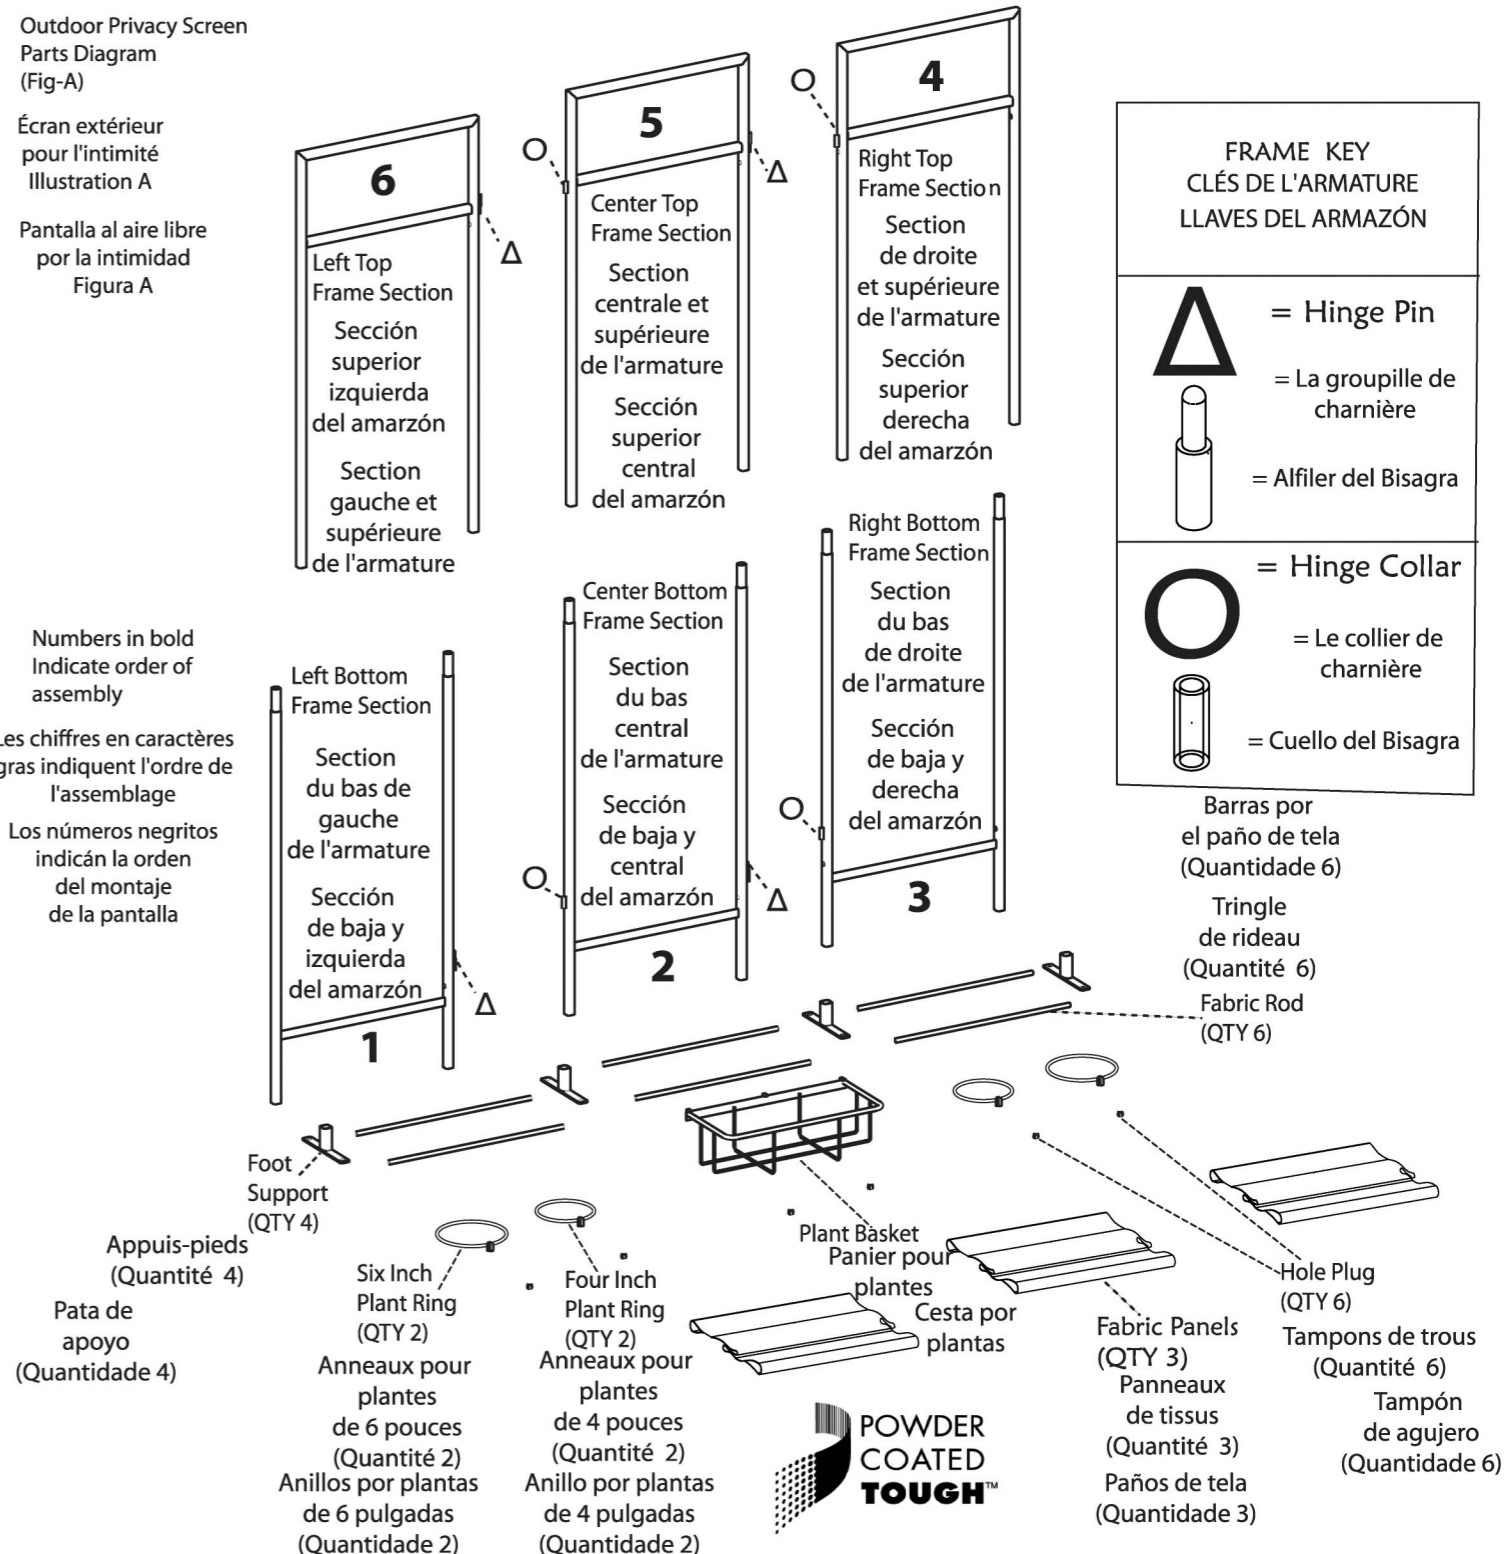 Outdoor Privacy Screen
Parts Diagram
(Fig-A)
Écran extérieur
pour l'intimité
Illustration A
Pantalla al aire libre
por la intimidad
Figura A
6
Δ
Left Top
Frame Section
Sección
superior
izquierda
del amarzón
Section
gauche et
supérieure
de l'armature
5
O
Δ
Center Top
Frame Section
Section
centrale et
supérieure
de l'armature
Sección
superior
central
del amarzón
4
O
Right Top
Frame Section
Section
de droite
et supérieure
de l'armature
Sección
superior
derecha
del amarzón
FRAME KEY
CLÉS DE L'ARMATURE
LLAVES DEL ARMAZÓN
Δ
= Hinge Pin
= La groupille de
charnière
= Alfiler del Bisagra
O
= Hinge Collar
= Le collier de
charnière
= Cuello del Bisagra
Numbers in bold
Indicate order of
assembly
Les chiffres en caractères
gras indiquent l'ordre de
l'assemblage
Los números negritos
indicán la orden
del montaje
de la pantalla
Left Bottom
Frame Section
Section
du bas de
gauche
de l'armature
Sección
de baja y
izquierda
del amarzón
Δ
1
Center Bottom
Frame Section
Section
du bas
central
de l'armature
Sección
de baja y
central
del amarzón
O
Δ
2
Right Bottom
Frame Section
Section
du bas
de droite
de l'armature
Sección
de baja y
derecha
del amarzón
O
3
Barras por
el paño de tela
(Quantidade 6)
Tringle
de rideau
(Quantité 6)
Fabric Rod
(QTY 6)
Foot
Support
(QTY 4)
Appuis-pieds
(Quantité 4)
Pata de
apoyo
(Quantidade 4)
Six Inch
Plant Ring
(QTY 2)
Anneaux pour
plantes
de 6 pouces
(Quantité 2)
Anillos por plantas
de 6 pulgadas
(Quantidade 2)
Four Inch
Plant Ring
(QTY 2)
Anneaux pour
plantes
de 4 pouces
(Quantité 2)
Anillo por plantas
de 4 pulgadas
(Quantidade 2)
Plant Basket
Panier pour
plantes
Cesta por
plantas
Fabric Panels
(QTY 3)
Panneaux
de tissus
(Quantité 3)
Paños de tela
(Quantidade 3)
Hole Plug
(QTY 6)
Tampons de trous
(Quantité 6)
Tampón
de agujero
(Quantidade 6)
POWDER
COATED
TOUGH™